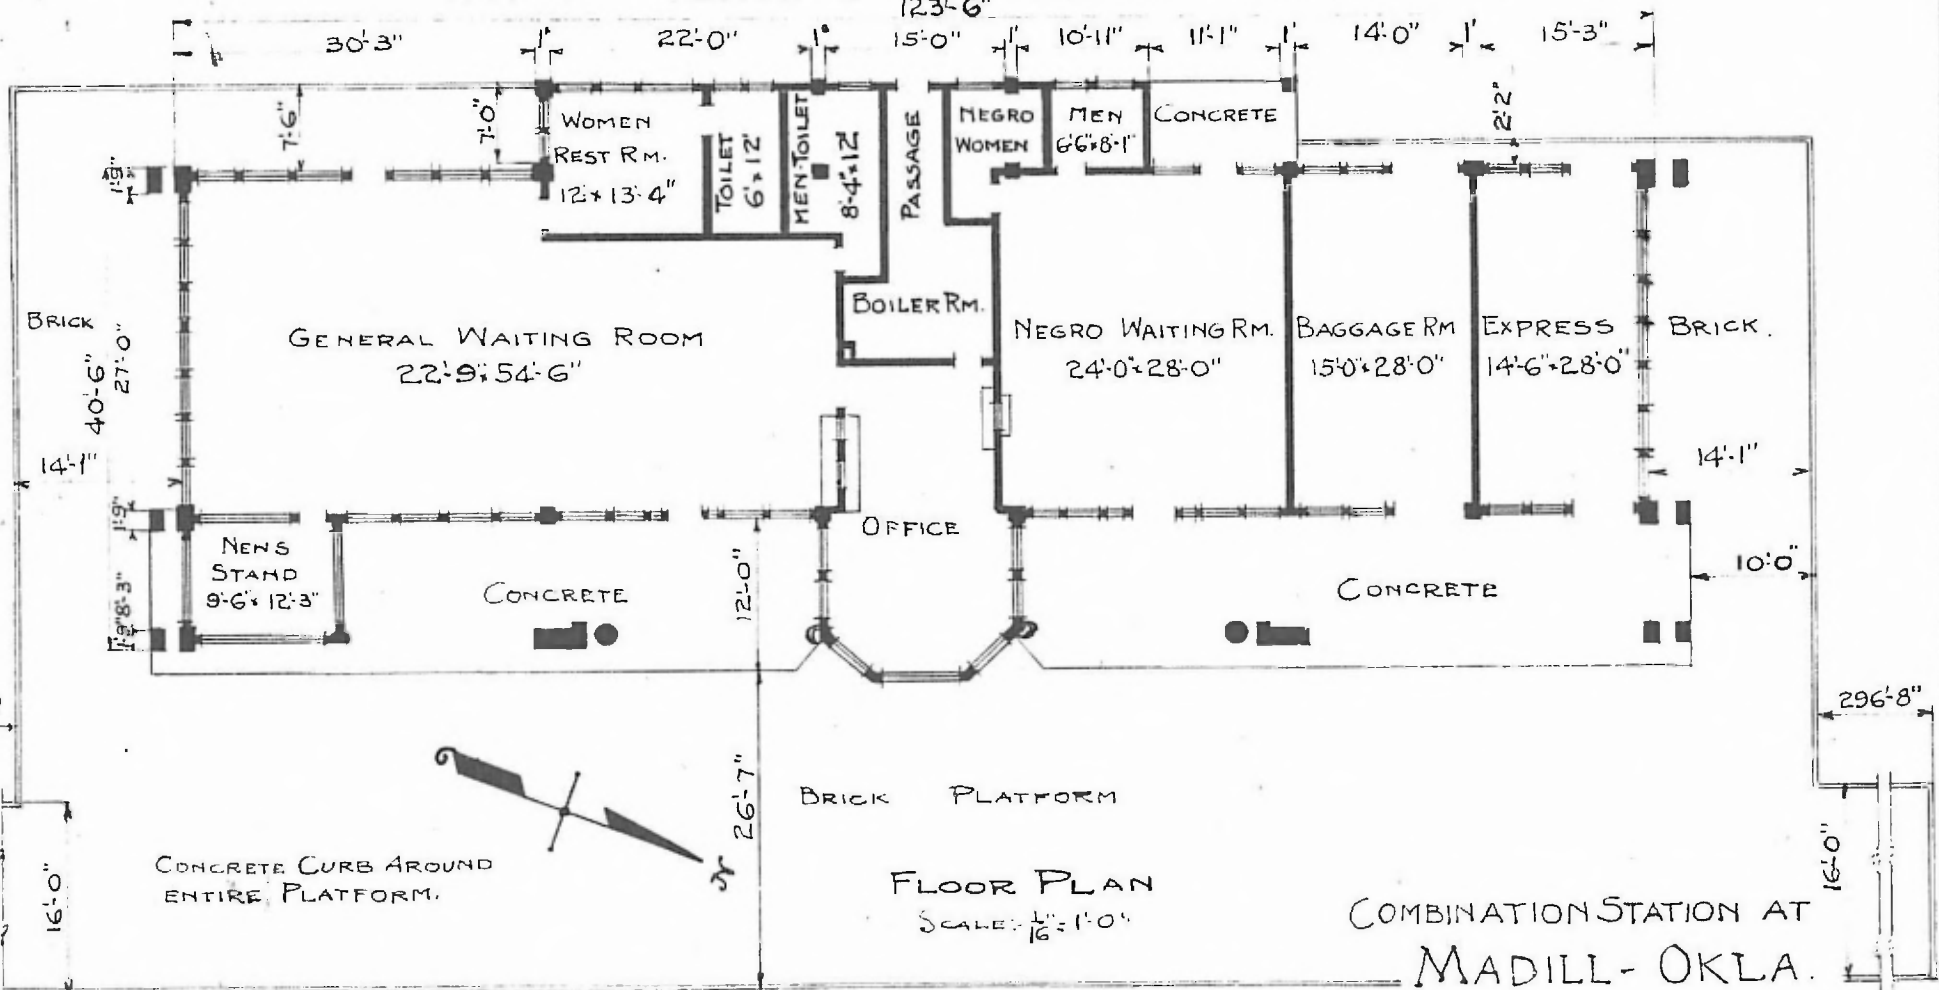 123'-6"
30'-3" 1' 22'-0" 1' 15'-0" 1' 10'-11" 11'-1" 1' 14'-0" 1' 15'-3"
7'-6"
7'-0"
2'-2"
WOMEN
REST RM.
12'×13'-4"
TOILET
6'×12'
MEN-TOILET
8'-4"×12'
PASSAGE
NEGRO
WOMEN
MEN
6'6"×8'-1"
CONCRETE
1'-9"
BRICK
40'-6"
27'-0"
14'-1"
GENERAL WAITING ROOM
22'-9"×54'-6"
BOILER RM.
NEGRO WAITING RM.
24'-0"×28'-0"
BAGGAGE RM
15'-0"×28'-0"
EXPRESS
14'-6"×28'-0"
BRICK.
14'-1"
1'-9"
8'-3"
1'-9"
NEWS
STAND
9'-6"×12'-3"
CONCRETE
12'-0"
OFFICE
CONCRETE
10'-0"
296'-8"
26'-7"
BRICK PLATFORM
N
CONCRETE CURB AROUND
ENTIRE PLATFORM.
16'-0"
FLOOR PLAN
SCALE: 1/16"=1'-0"
16'-0"
COMBINATION STATION AT
MADILL - OKLA.